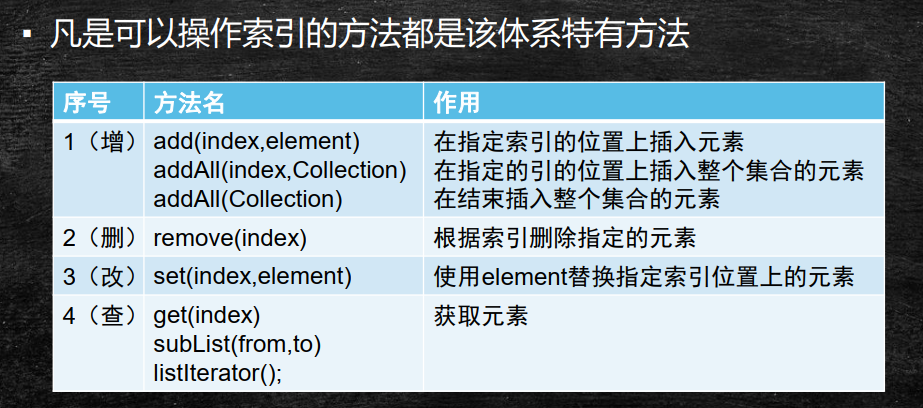 ▪ 凡是可以操作索引的方法都是该体系特有方法
序号 方法名 作用
1（增） add(index,element) 在指定索引的位置上插入元素
addAll(index,Collection) 在指定的引的位置上插入整个集合的元素
addAll(Collection) 在结束插入整个集合的元素
2（删） remove(index) 根据索引删除指定的元素
3（改） set(index,element) 使用element替换指定索引位置上的元素
4（查） get(index) 获取元素
subList(from,to)
listIterator();